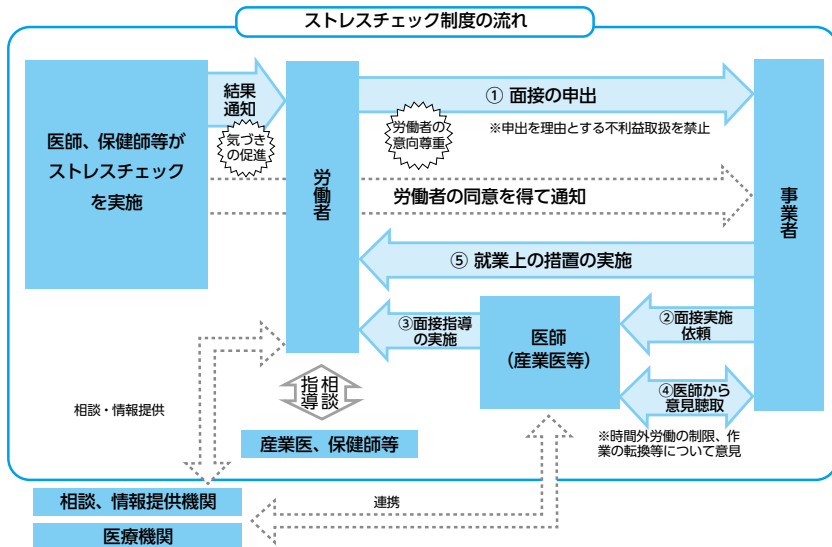 ストレスチェック制度の流れ
医師、保健師等が
ストレスチェック
を実施
結果
通知
気づき
の促進
労働者
① 面接の申出
労働者の
意向尊重
※申出を理由とする不利益取扱を禁止
労働者の同意を得て通知
事業者
⑤ 就業上の措置の実施
③面接指導
の実施
医師
（産業医等）
②面接実施
依頼
④医師から
意見聴取
※時間外労働の制限、作
業の転換等について意見
相談
指導
産業医、保健師等
相談・情報提供
相談、情報提供機関
医療機関
連携